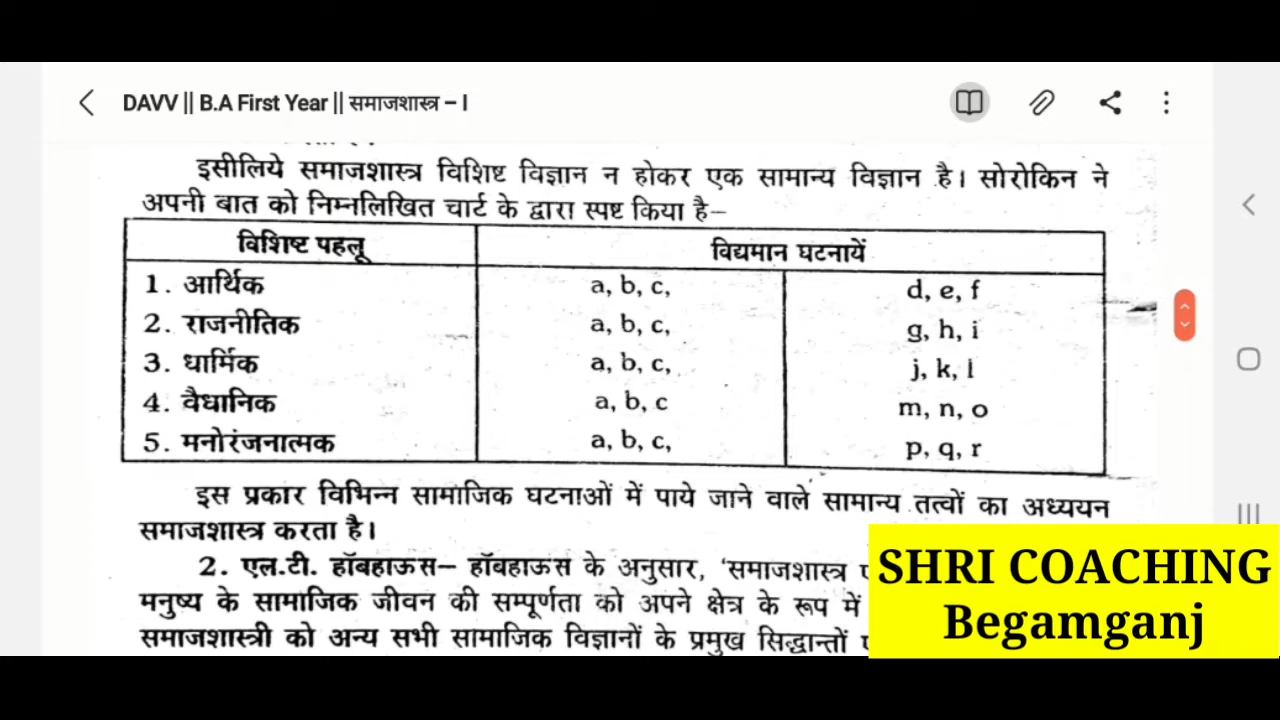 DAVV || B.A First Year || समाजशास्त्र – I
इसीलिये समाजशास्त्र विशिष्ट विज्ञान न होकर एक सामान्य विज्ञान है। सोरोकिन ने
अपनी बात को निम्नलिखित चार्ट के द्वारा स्पष्ट किया है–
विशिष्ट पहलू विद्यमान घटनायें
1. आर्थिक a, b, c, d, e, f
2. राजनीतिक a, b, c, g, h, i
3. धार्मिक a, b, c, j, k, l
4. वैधानिक a, b, c m, n, o
5. मनोरंजनात्मक a, b, c, p, q, r
इस प्रकार विभिन्न सामाजिक घटनाओं में पाये जाने वाले सामान्य तत्वों का अध्ययन
समाजशास्त्र करता है।
2. एल.टी. हॉबहाऊस– हॉबहाऊस के अनुसार, 'समाजशास्त्र
मनुष्य के सामाजिक जीवन की सम्पूर्णता को अपने क्षेत्र के रूप में
समाजशास्त्री को अन्य सभी सामाजिक विज्ञानों के प्रमुख सिद्धान्तों
SHRI COACHING
Begamganj